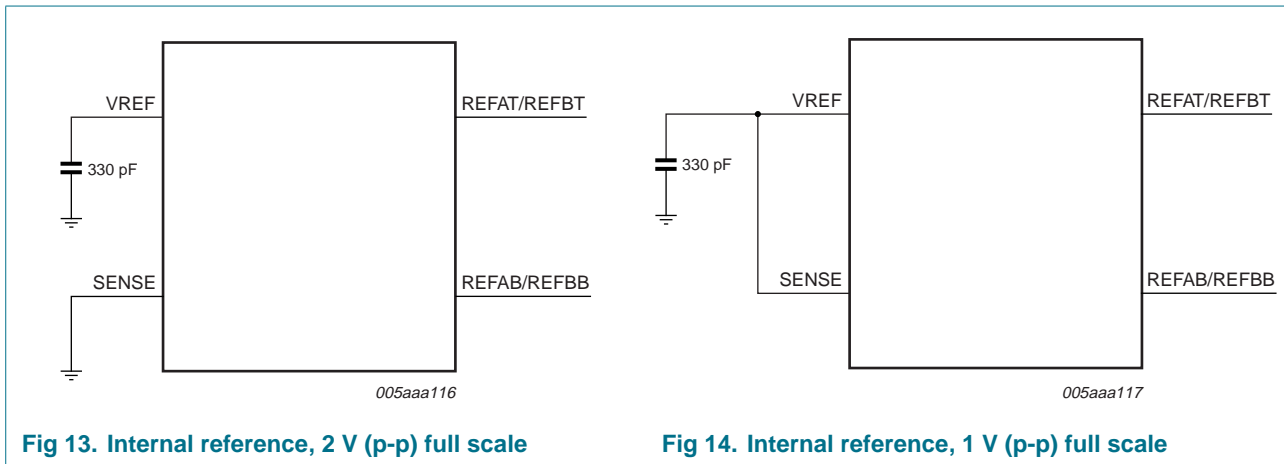 VREF
REFAT/REFBT
330 pF
SENSE
REFAB/REFBB
005aaa116
Fig 13. Internal reference, 2 V (p-p) full scale
VREF
REFAT/REFBT
330 pF
SENSE
REFAB/REFBB
005aaa117
Fig 14. Internal reference, 1 V (p-p) full scale